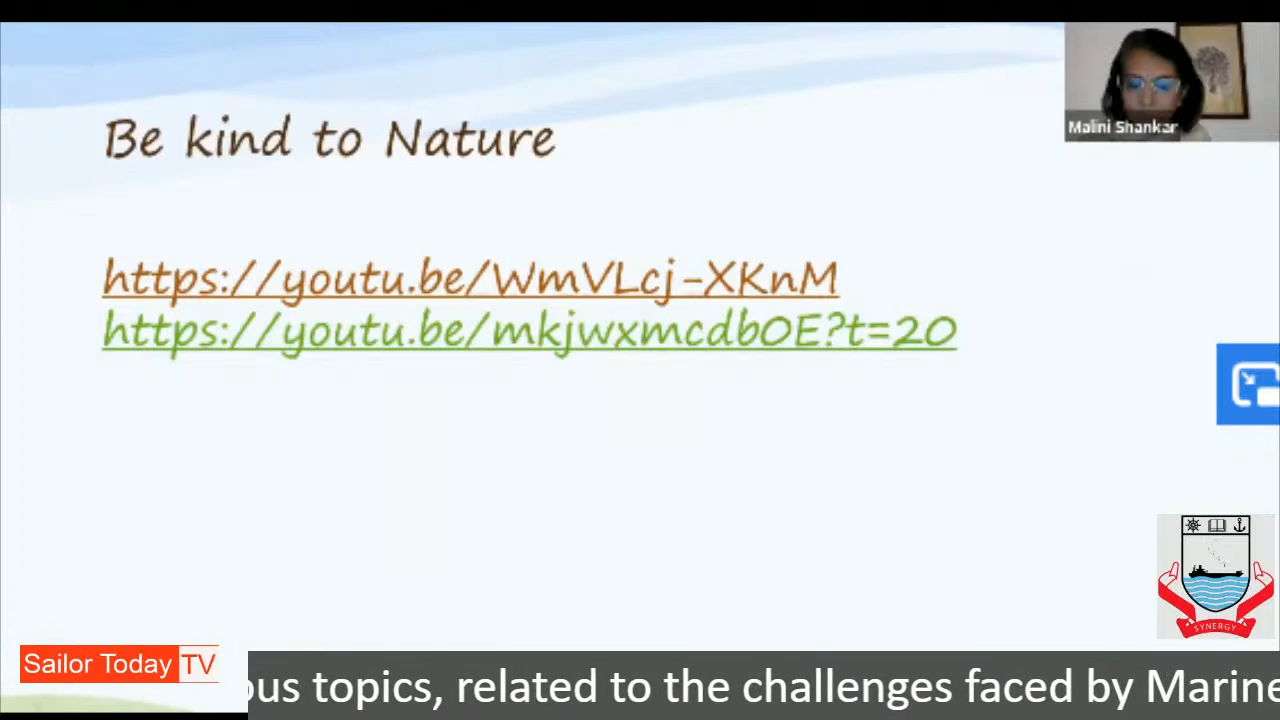 Be kind to Nature
Malini Shankar
https://youtu.be/WmVLcj-XKnM
https://youtu.be/mkjwxmcdb0E?t=20
SYNERGY
Sailor Today TV
ous topics, related to the challenges faced by Marine